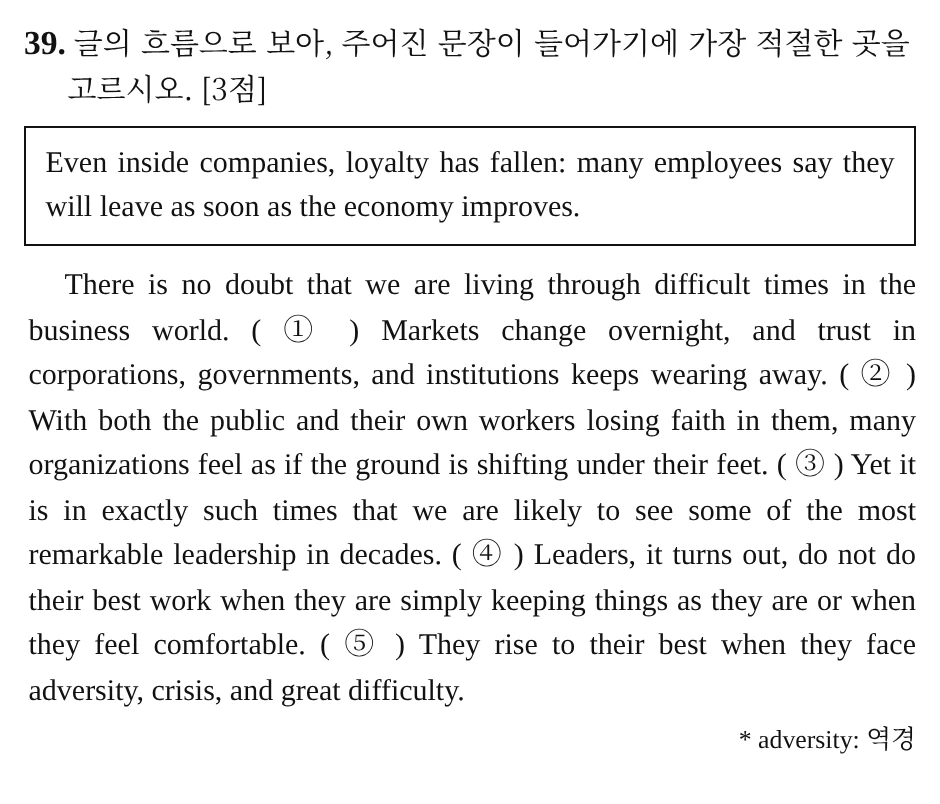 39. 글의 흐름으로 보아, 주어진 문장이 들어가기에 가장 적절한 곳을
고르시오. [3점]
Even inside companies, loyalty has fallen: many employees say they
will leave as soon as the economy improves.
There is no doubt that we are living through difficult times in the
business world. ( ① ) Markets change overnight, and trust in
corporations, governments, and institutions keeps wearing away. ( ② )
With both the public and their own workers losing faith in them, many
organizations feel as if the ground is shifting under their feet. ( ③ ) Yet it
is in exactly such times that we are likely to see some of the most
remarkable leadership in decades. ( ④ ) Leaders, it turns out, do not do
their best work when they are simply keeping things as they are or when
they feel comfortable. ( ⑤ ) They rise to their best when they face
adversity, crisis, and great difficulty.
* adversity: 역경